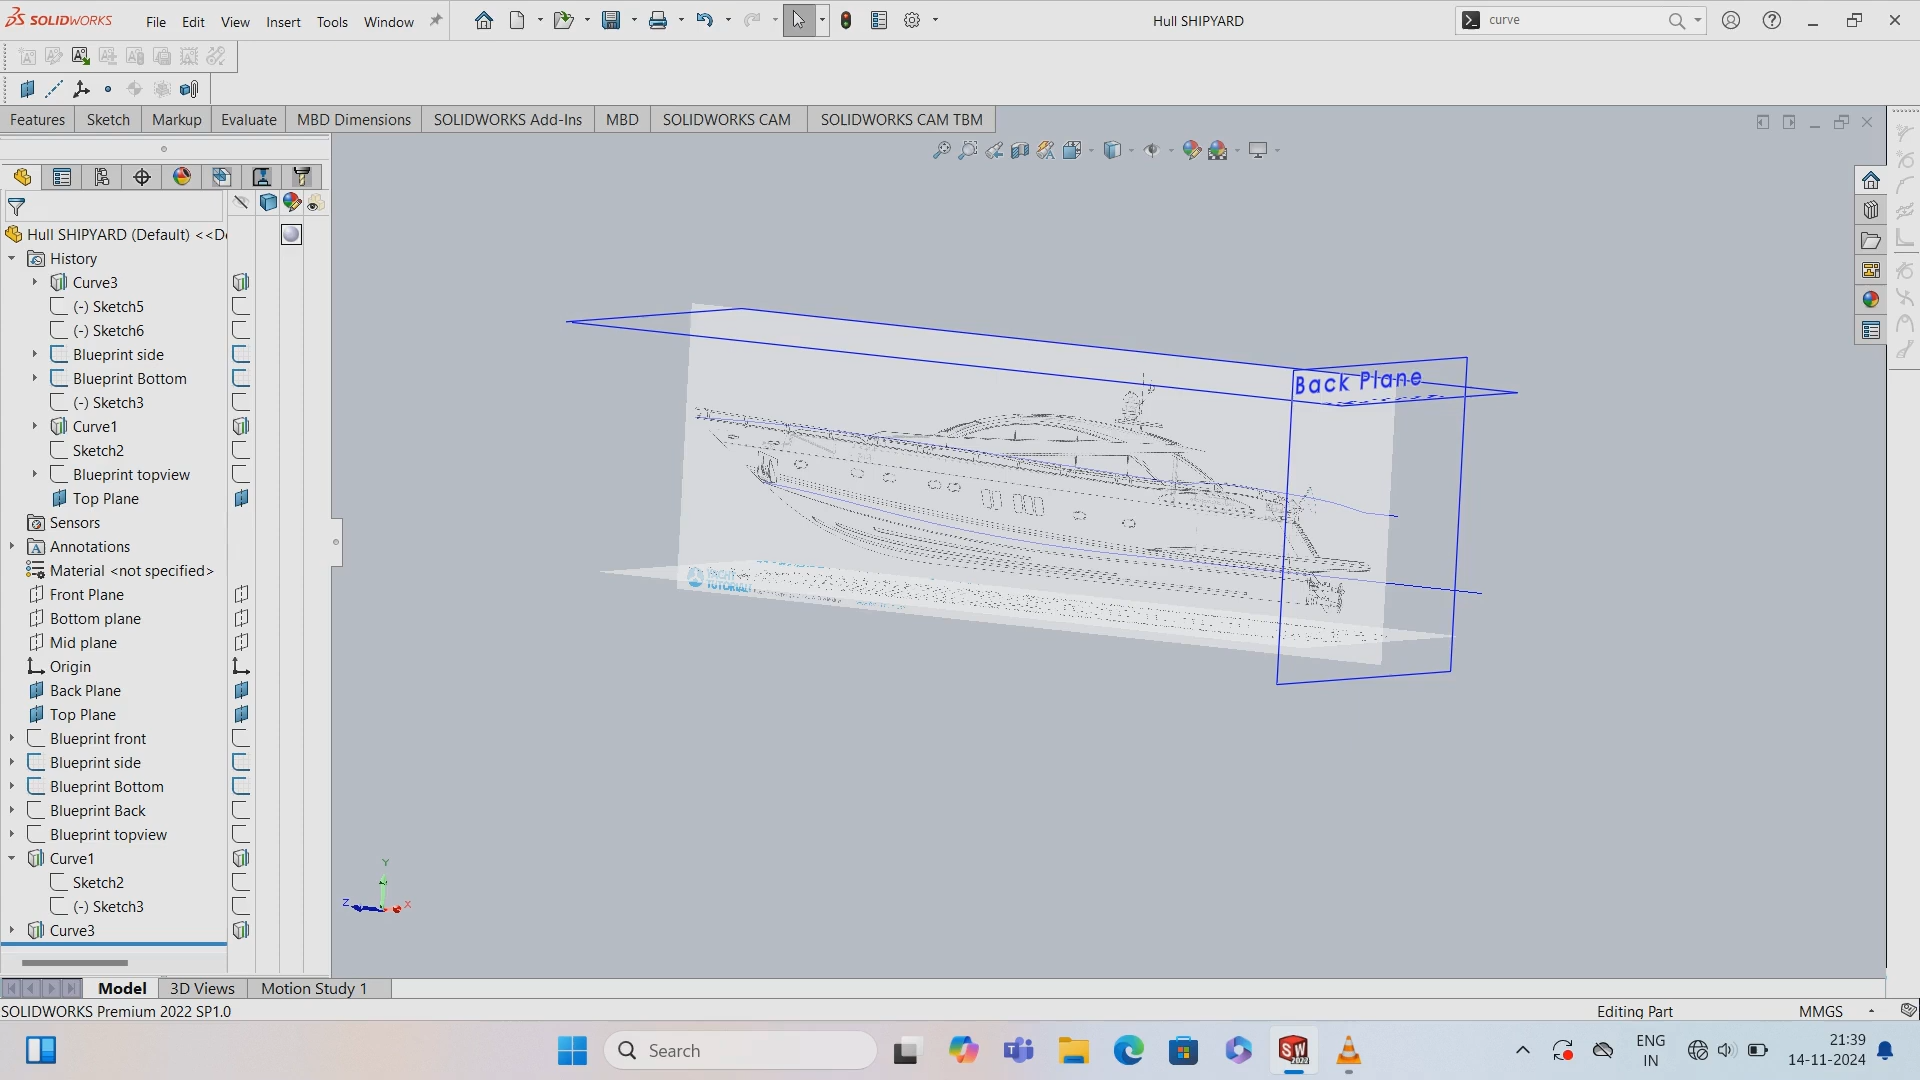 SOLIDWORKS
File
Edit
View
Insert
Tools
Window
Hull SHIPYARD
curve
Features
Sketch
Markup
Evaluate
MBD Dimensions
SOLIDWORKS Add-Ins
MBD
SOLIDWORKS CAM
SOLIDWORKS CAM TBM
Hull SHIPYARD (Default) <<D
History
Curve3
(-) Sketch5
(-) Sketch6
Blueprint side
Blueprint Bottom
(-) Sketch3
Curve1
Sketch2
Blueprint topview
Top Plane
Sensors
Annotations
Material <not specified>
Front Plane
Bottom plane
Mid plane
Origin
Back Plane
Top Plane
Blueprint front
Blueprint side
Blueprint Bottom
Blueprint Back
Blueprint topview
Curve1
Sketch2
(-) Sketch3
Curve3
Back Plane
Y
Z
X
Model
3D Views
Motion Study 1
SOLIDWORKS Premium 2022 SP1.0
Editing Part
MMGS
Search
ENG
IN
21:39
14-11-2024